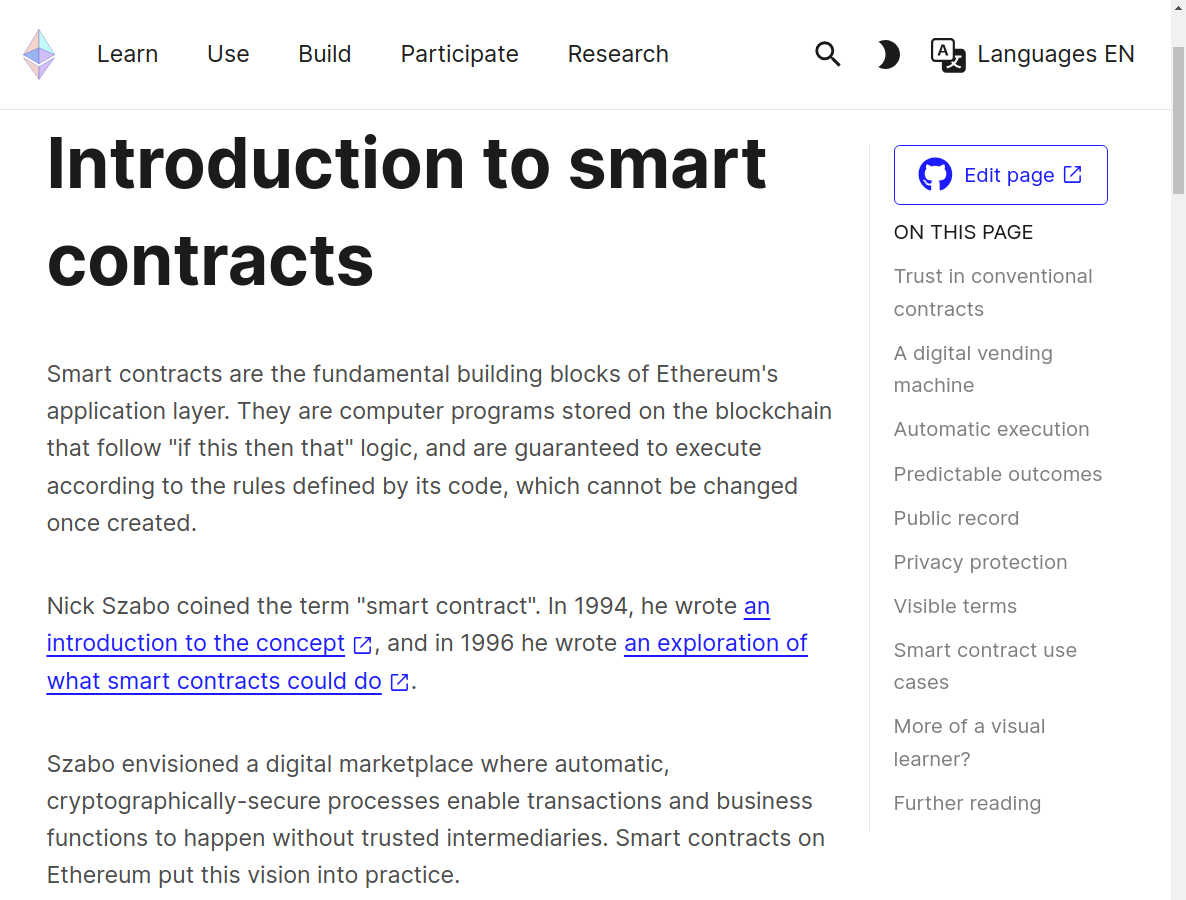 Learn Use Build Participate Research Languages EN
Introduction to smart
contracts
Smart contracts are the fundamental building blocks of Ethereum's
application layer. They are computer programs stored on the blockchain
that follow "if this then that" logic, and are guaranteed to execute
according to the rules defined by its code, which cannot be changed
once created.
Nick Szabo coined the term "smart contract". In 1994, he wrote an
introduction to the concept, and in 1996 he wrote an exploration of
what smart contracts could do.
Szabo envisioned a digital marketplace where automatic,
cryptographically-secure processes enable transactions and business
functions to happen without trusted intermediaries. Smart contracts on
Ethereum put this vision into practice.
Edit page
ON THIS PAGE
Trust in conventional
contracts
A digital vending
machine
Automatic execution
Predictable outcomes
Public record
Privacy protection
Visible terms
Smart contract use
cases
More of a visual
learner?
Further reading